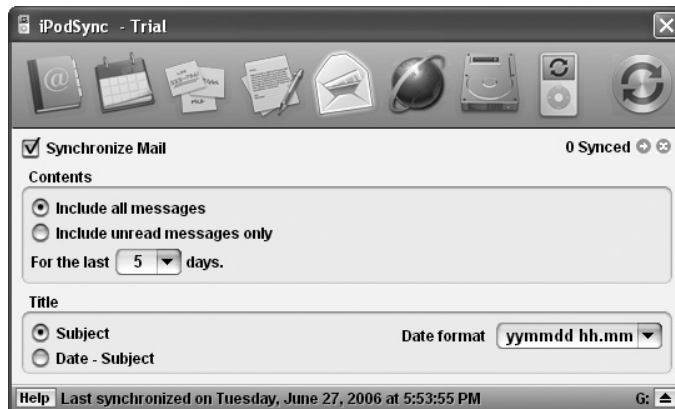 iPodSync - Trial
@
Synchronize Mail
0 Synced
Contents
Include all messages
Include unread messages only
For the last 5 days.
Title
Subject
Date format yymmdd hh.mm
Date - Subject
Help Last synchronized on Tuesday, June 27, 2006 at 5:53:55 PM G: